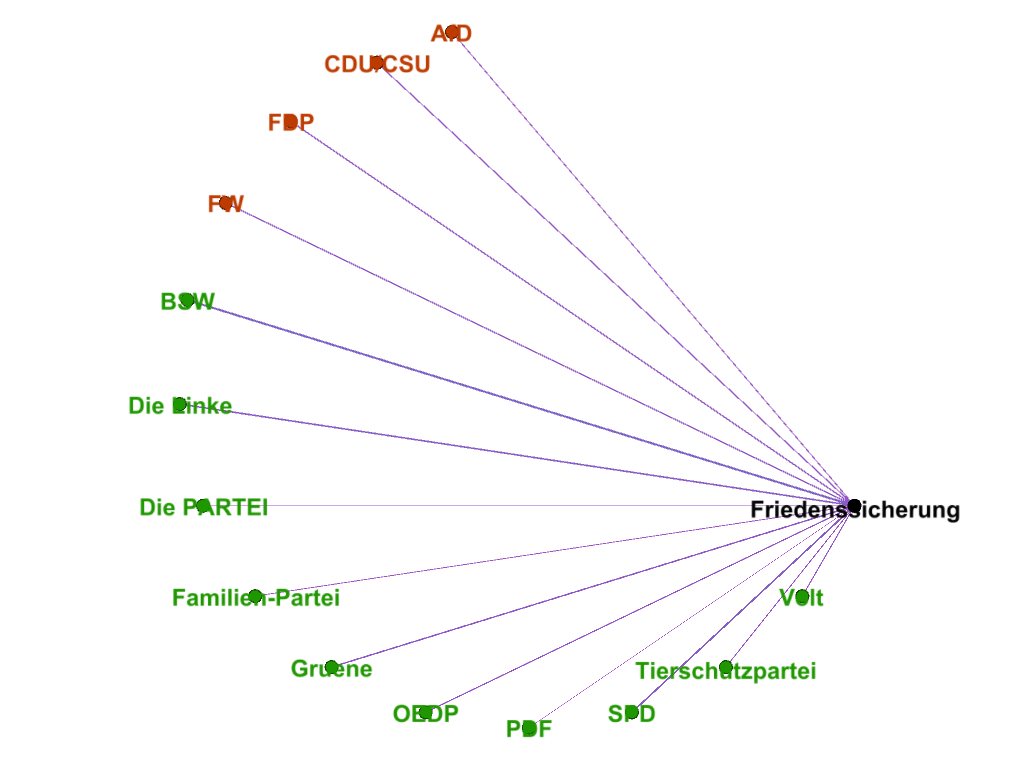 AfD
CDU/CSU
FDP
FW
BSW
Die Linke
Die PARTEI
Friedenssicherung
Familien-Partei
Volt
Gruene
Tierschutzpartei
OEDP
SPD
PDF